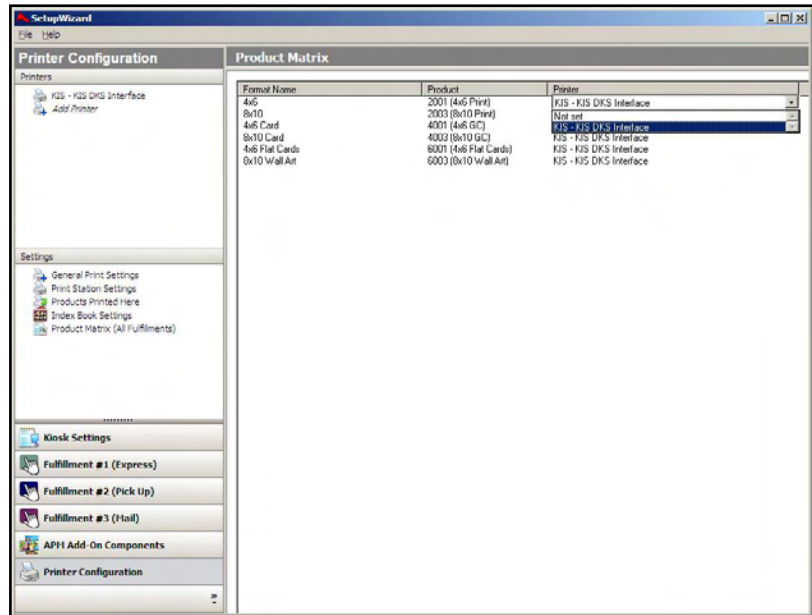 SetupWizard
File Help
Printer Configuration
Product Matrix
Printers
KIS - KIS DKS Interface
Add Printer
Format Name Product Printer
4x6 2001 (4x6 Print) KIS - KIS DKS Interface
8x10 2003 (8x10 Print) Not set
4x6 Card 4001 (4x6 GC) KIS - KIS DKS Interface
8x10 Card 4003 (8x10 GC) KIS - KIS DKS Interface
4x6 Flat Cards 6001 (4x6 Flat Cards) KIS - KIS DKS Interface
8x10 Wall Art 6003 (8x10 Wall Art) KIS - KIS DKS Interface
Settings
General Print Settings
Print Station Settings
Products Printed Here
Index Book Settings
Product Matrix (All Fulfilments)
Kiosk Settings
Fulfillment #1 (Express)
Fulfillment #2 (Pick Up)
Fulfillment #3 (Mail)
APM Add-On Components
Printer Configuration